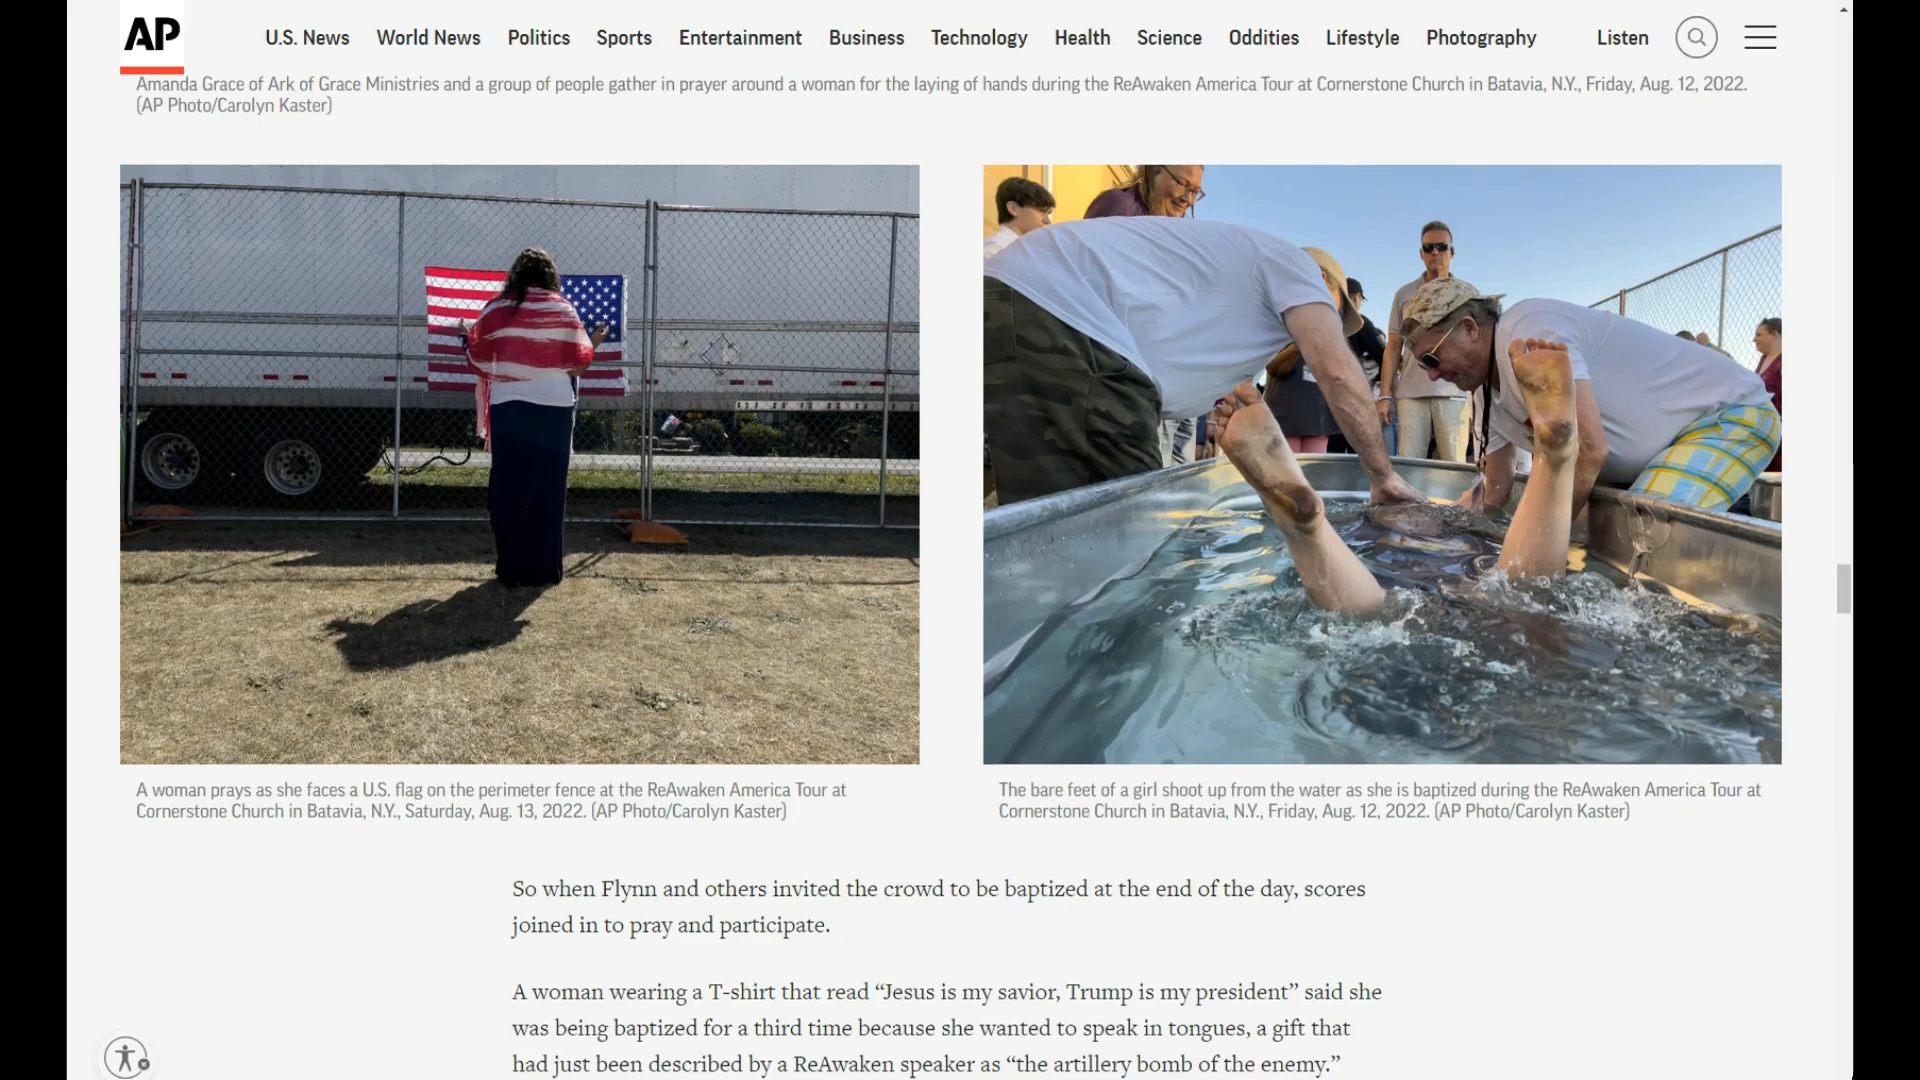 AP
U.S. News World News Politics Sports Entertainment Business Technology Health Science Oddities Lifestyle Photography Listen
Amanda Grace of Ark of Grace Ministries and a group of people gather in prayer around a woman for the laying of hands during the ReAwaken America Tour at Cornerstone Church in Batavia, N.Y., Friday, Aug. 12, 2022.
(AP Photo/Carolyn Kaster)
A woman prays as she faces a U.S. flag on the perimeter fence at the ReAwaken America Tour at
Cornerstone Church in Batavia, N.Y., Saturday, Aug. 13, 2022. (AP Photo/Carolyn Kaster)
The bare feet of a girl shoot up from the water as she is baptized during the ReAwaken America Tour at
Cornerstone Church in Batavia, N.Y., Friday, Aug. 12, 2022. (AP Photo/Carolyn Kaster)
So when Flynn and others invited the crowd to be baptized at the end of the day, scores
joined in to pray and participate.
A woman wearing a T-shirt that read “Jesus is my savior, Trump is my president” said she
was being baptized for a third time because she wanted to speak in tongues, a gift that
had just been described by a ReAwaken speaker as “the artillery bomb of the enemy.”